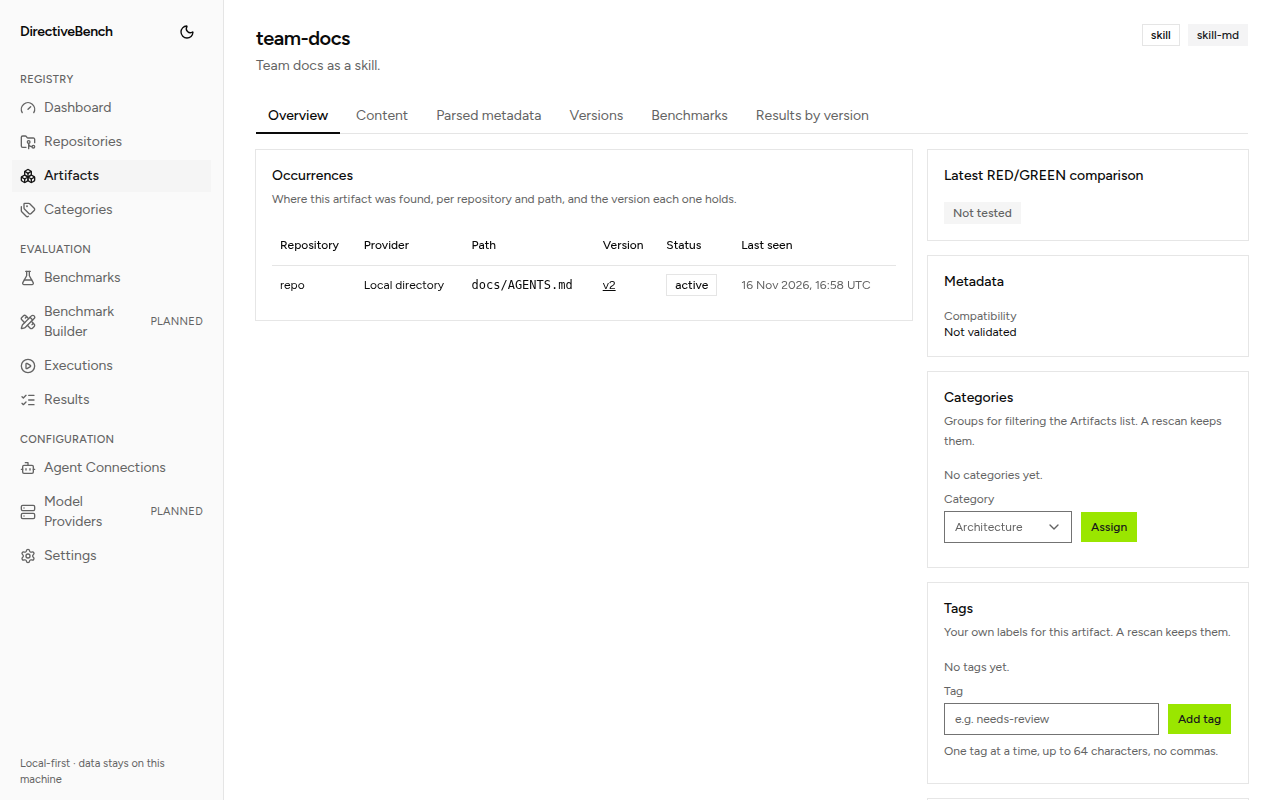 DirectiveBench
REGISTRY
Dashboard
Repositories
Artifacts
Categories
EVALUATION
Benchmarks
Benchmark
Builder
PLANNED
Executions
Results
CONFIGURATION
Agent Connections
Model
Providers
PLANNED
Settings
Local-first · data stays on this
machine
team-docs
skill
skill-md
Team docs as a skill.
Overview
Content
Parsed metadata
Versions
Benchmarks
Results by version
Occurrences
Where this artifact was found, per repository and path, and the version each one holds.
Repository Provider Path Version Status Last seen
repo Local directory docs/AGENTS.md v2 active 16 Nov 2026, 16:58 UTC
Latest RED/GREEN comparison
Not tested
Metadata
Compatibility
Not validated
Categories
Groups for filtering the Artifacts list. A rescan keeps
them.
No categories yet.
Category
Architecture
Assign
Tags
Your own labels for this artifact. A rescan keeps them.
No tags yet.
Tag
e.g. needs-review
Add tag
One tag at a time, up to 64 characters, no commas.